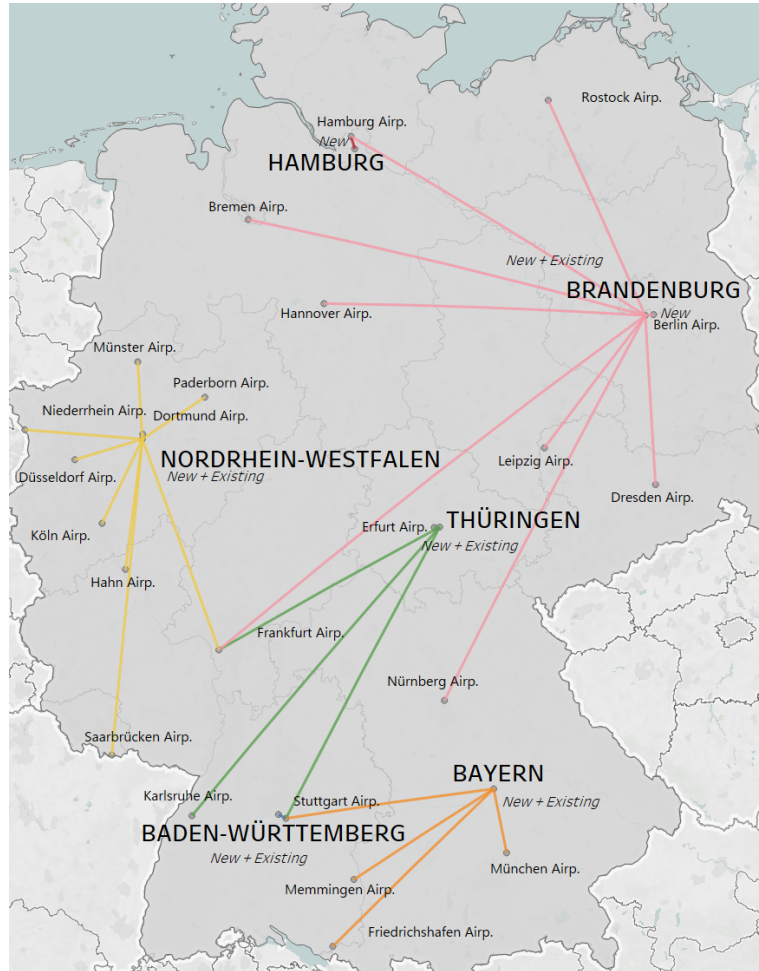 Rostock Airp.
Hamburg Airp.
New
HAMBURG
Bremen Airp.
New + Existing
BRANDENBURG
Hannover Airp.
New
Berlin Airp.
Münster Airp.
Paderborn Airp.
Niederrhein Airp.
Dortmund Airp.
NORDRHEIN-WESTFALEN
New + Existing
Düsseldorf Airp.
Leipzig Airp.
Dresden Airp.
Köln Airp.
Erfurt Airp.
THÜRINGEN
New + Existing
Hahn Airp.
Frankfurt Airp.
Nürnberg Airp.
Saarbrücken Airp.
BAYERN
New + Existing
Karlsruhe Airp.
Stuttgart Airp.
BADEN-WÜRTTEMBERG
New + Existing
München Airp.
Memmingen Airp.
Friedrichshafen Airp.